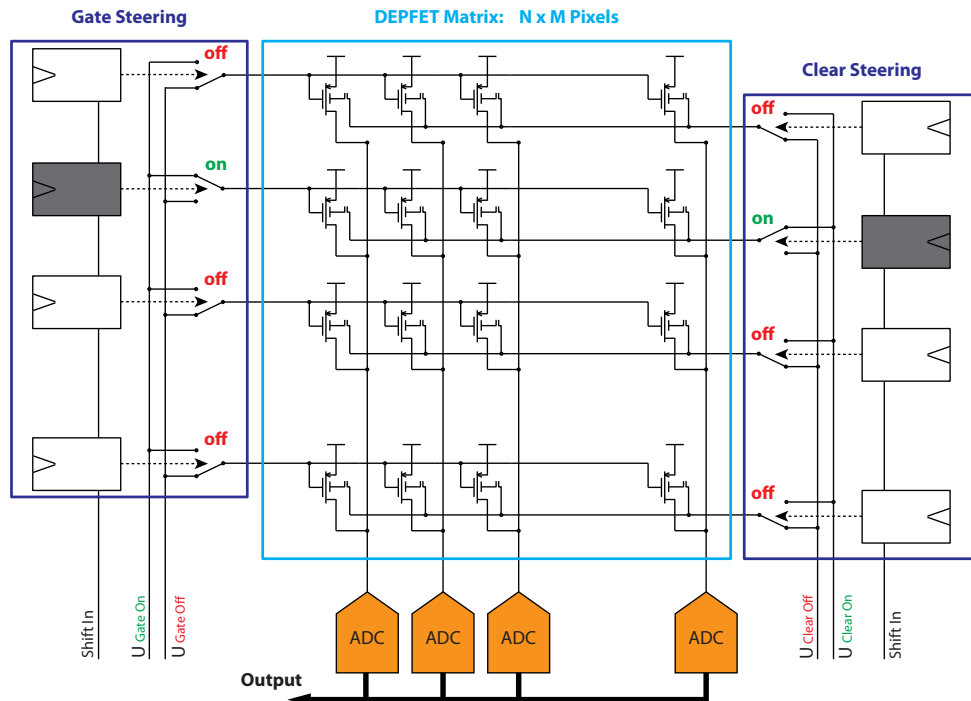 Gate Steering
DEPFET Matrix: N x M Pixels
Clear Steering
off
off
on
on
off
off
off
off
Shift In
U Gate On
U Gate Off
ADC
ADC
ADC
ADC
U Clear Off
U Clear On
Shift In
Output